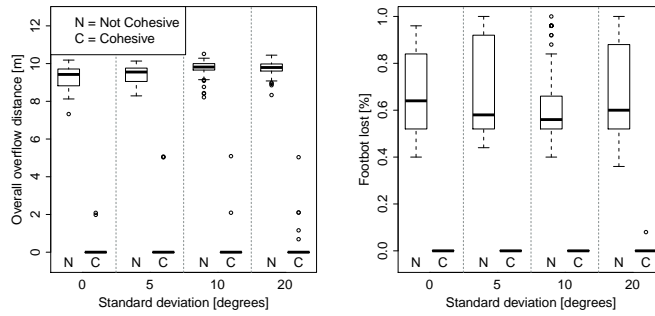 N = Not Cohesive
C = Cohesive
Overall overflow distance [m]
12
10
8
6
4
2
0
N C N C N C N C
0 5 10 20
Standard deviation [degrees]
Footbot lost [%]
1.0
0.8
0.6
0.4
0.2
0.0
N C N C N C N C
0 5 10 20
Standard deviation [degrees]